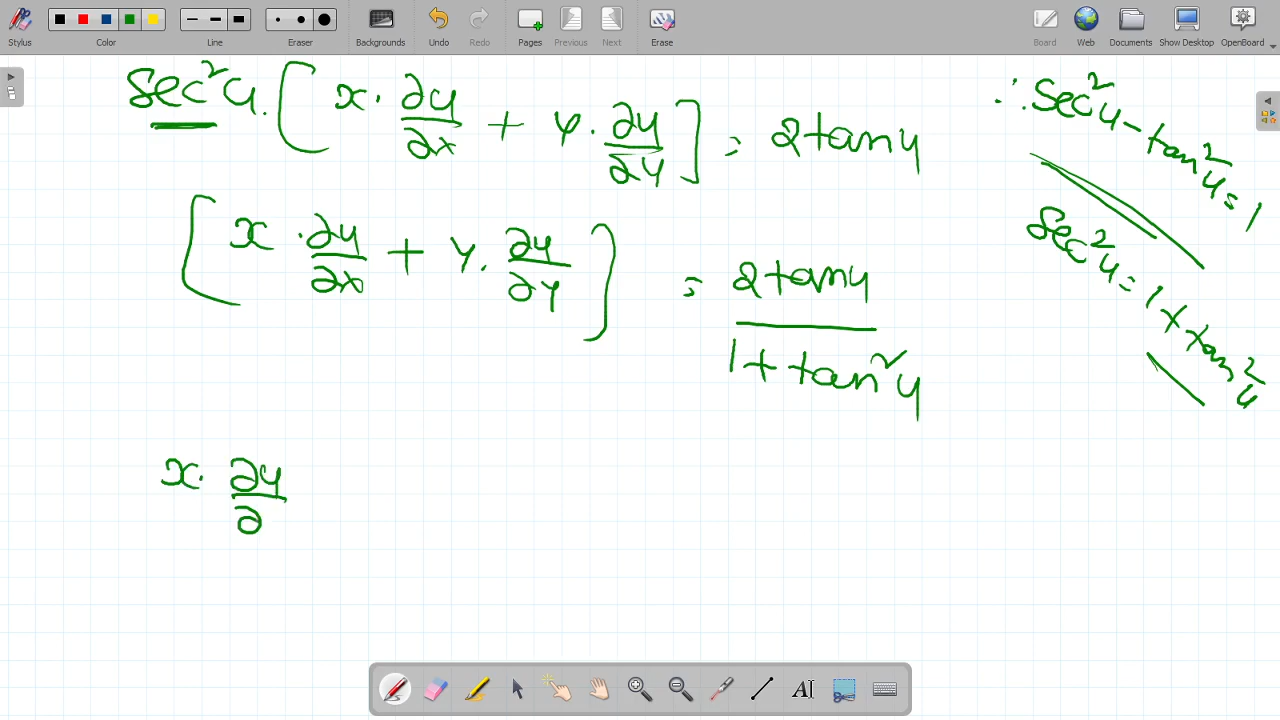 Stylus Color Line Eraser Backgrounds Undo Redo Pages Previous Next Erase Board Web Documents Show Desktop OpenBoard
sec²u. [ x. ∂u/∂x + y. ∂u/∂y ] = 2tanu
[ x. ∂u/∂x + y. ∂u/∂y ] = 2tanu / 1+tan²u
x. ∂u/∂
∴ sec²u - tan²u = 1
sec²u = 1 + tan²u